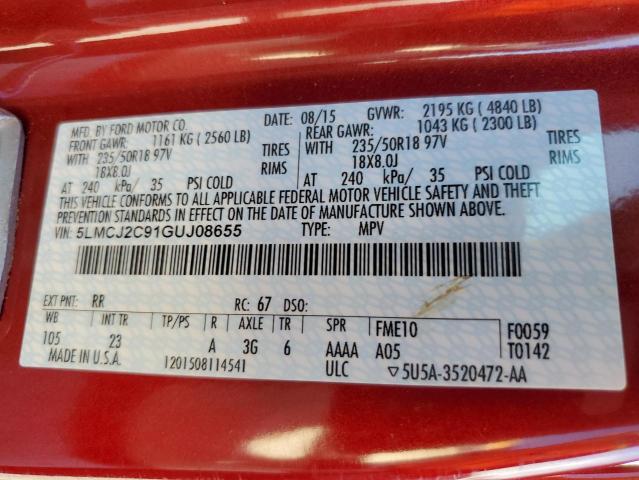 MFD. BY FORD MOTOR CO. DATE: 08/15 GVWR: 2195 KG ( 4840 LB)
FRONT GAWR: 1161 KG ( 2560 LB) REAR GAWR: 1043 KG ( 2300 LB)
WITH 235/50R18 97V TIRES WITH 235/50R18 97V TIRES
18X8.0J RIMS 18X8.0J RIMS
AT 240 kPa/ 35 PSI COLD AT 240 kPa/ 35 PSI COLD
THIS VEHICLE CONFORMS TO ALL APPLICABLE FEDERAL MOTOR VEHICLE SAFETY AND THEFT
PREVENTION STANDARDS IN EFFECT ON THE DATE OF MANUFACTURE SHOWN ABOVE.
VIN: 5LMCJ2C91GUJ08655 TYPE: MPV
EXT PNT: RR RC: 67 DSO:
WB INT TR TP/PS R AXLE TR SPR FME10 F0059
105 23 A 3G 6 AAAA A05 T0142
MADE IN U.S.A. 1201508114541 ULC ▽5U5A-3520472-AA